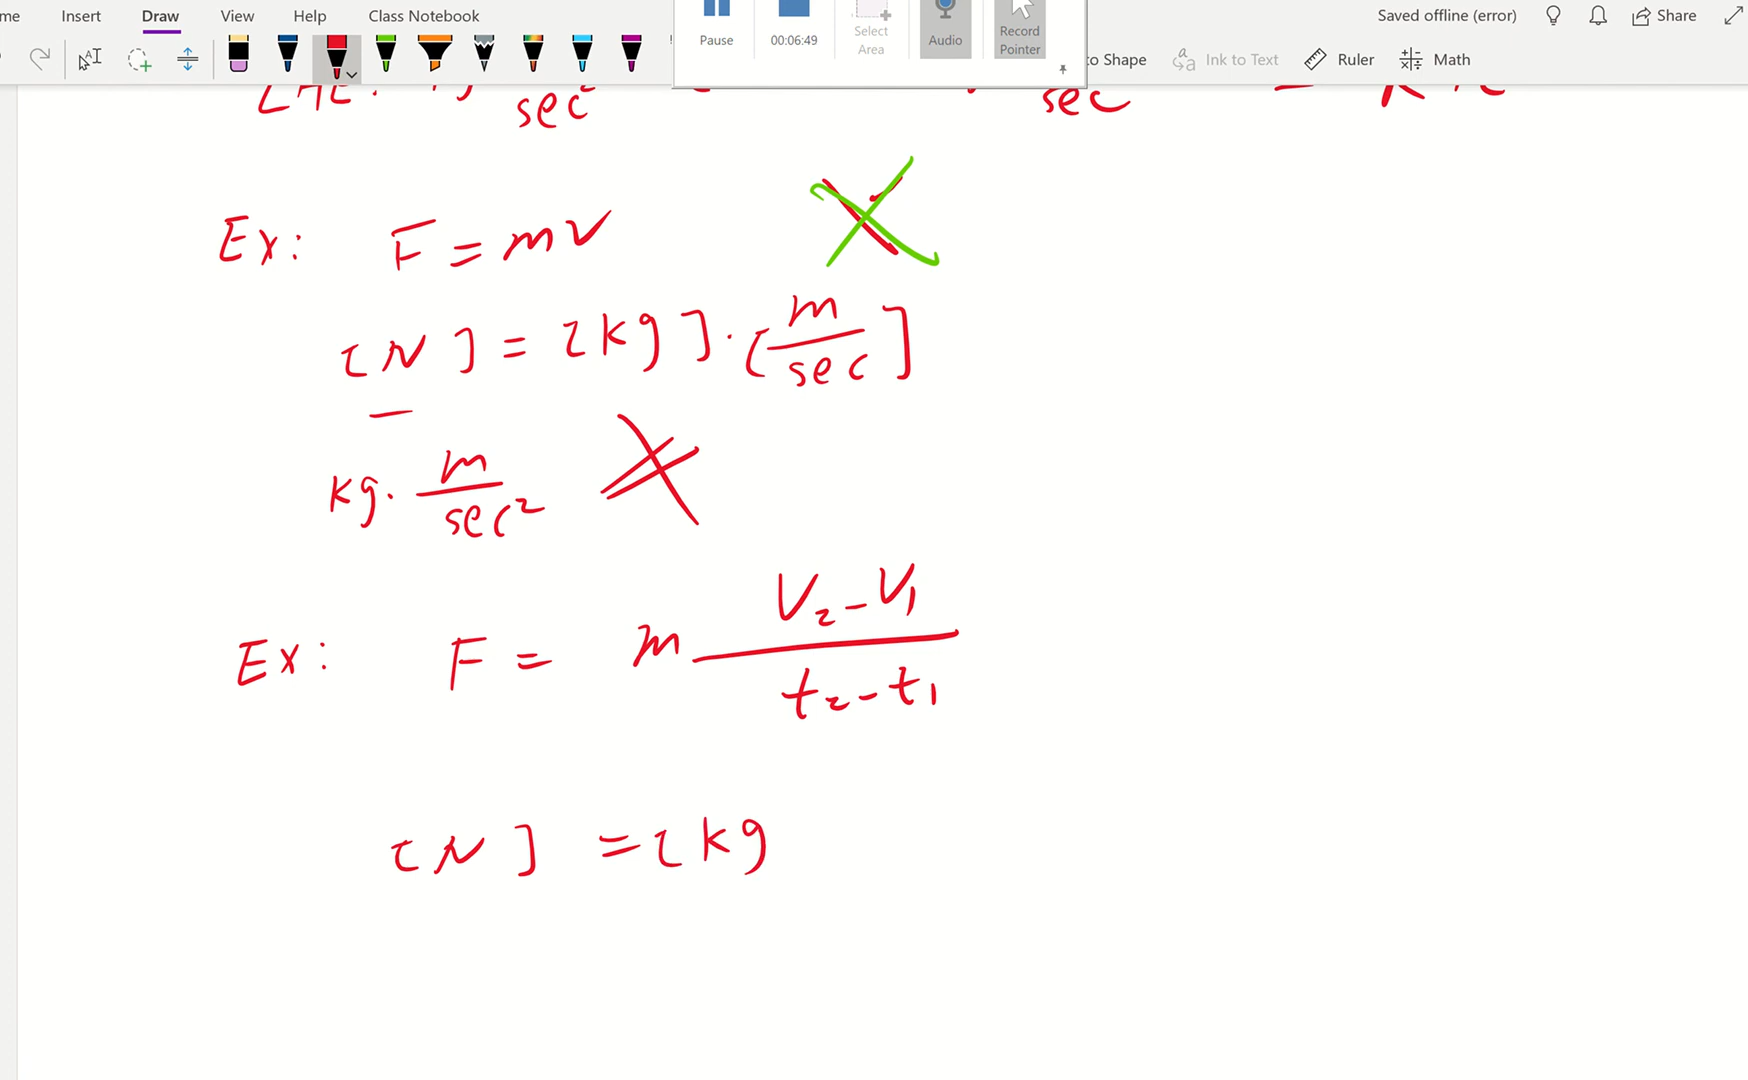 Insert Draw View Help Class Notebook
Saved offline (error) Share
Pause 00:06:49 Select Area Audio Record Pointer
to Shape Ink to Text Ruler Math
sec² sec
Ex: F = mv
[N] = [kg] · [m/sec]
kg · m/sec²
Ex: F = m (V₂ - V₁)/(t₂ - t₁)
[N] = [kg